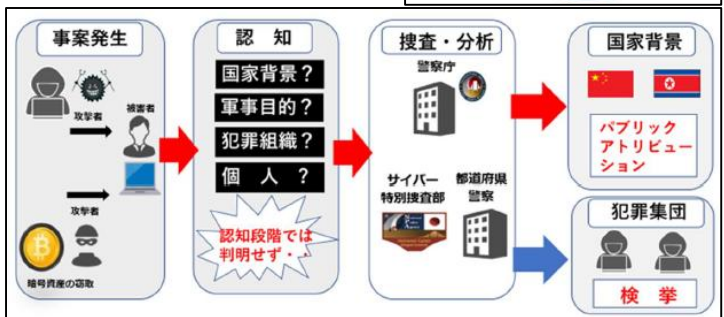 事案発生
攻撃者
被害者
攻撃者
暗号資産の窃取
認 知
国家背景？
軍事目的？
犯罪組織？
個 人 ？
認知段階では
判明せず・・
捜査・分析
警察庁
サイバー
特別捜査部
都道府県
警察
国家背景
パブリック
アトリビュー
ション
犯罪集団
検 挙